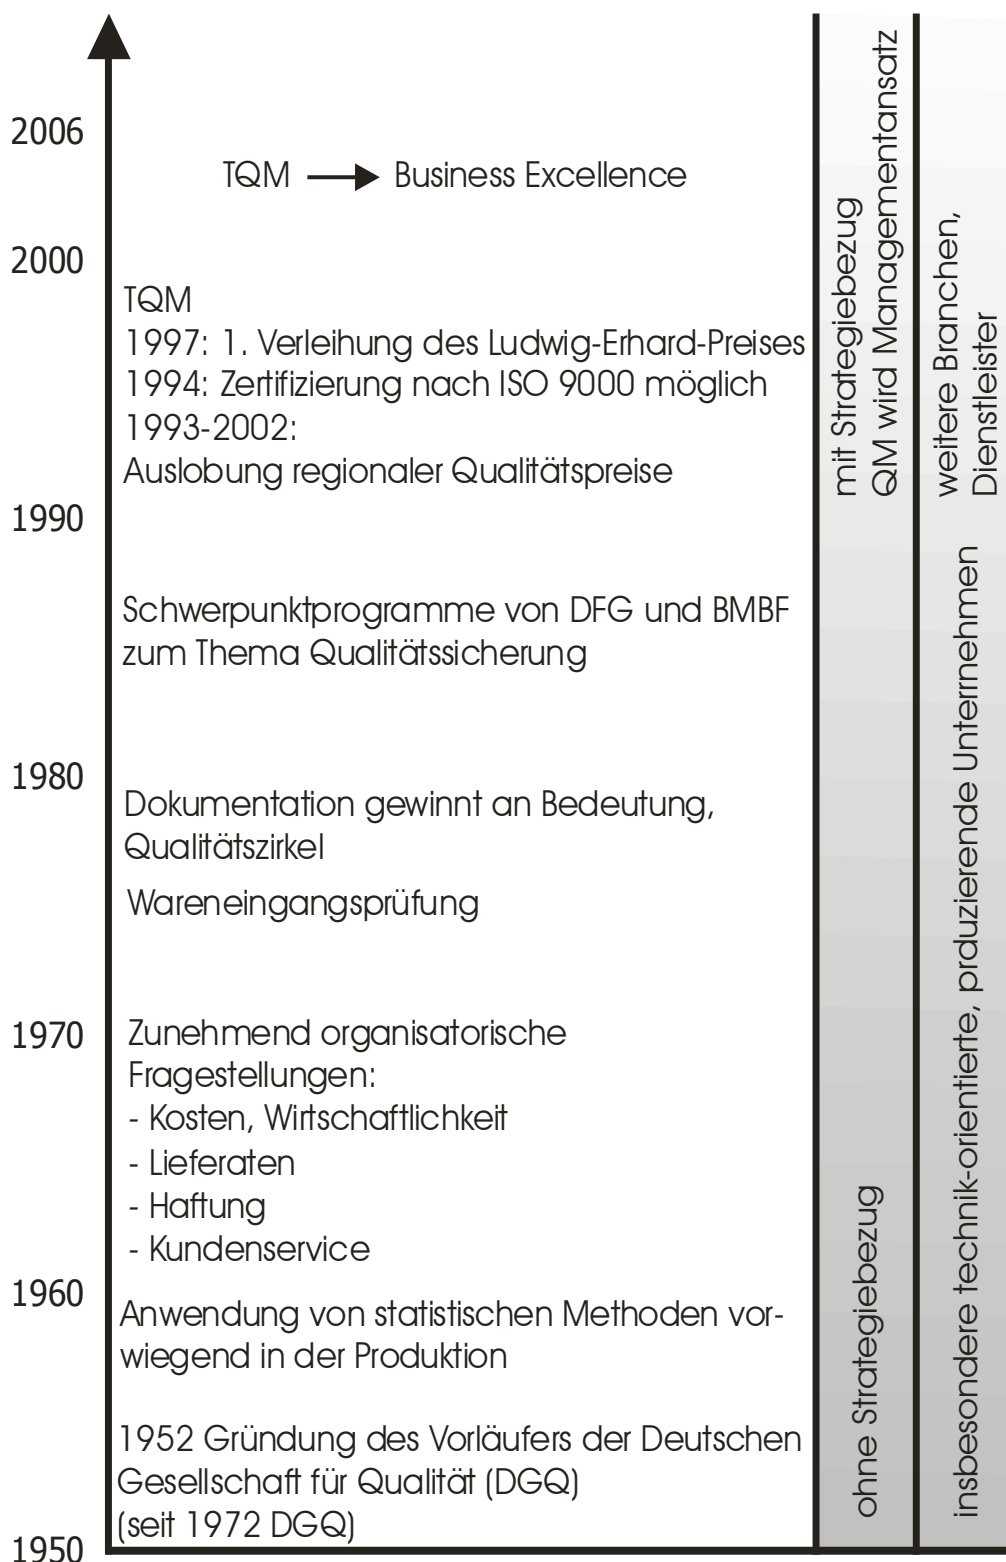 2006
TQM → Business Excellence
2000
TQM
1997: 1. Verleihung des Ludwig-Erhard-Preises
1994: Zertifizierung nach ISO 9000 möglich
1993-2002:
Auslobung regionaler Qualitätspreise
1990
Schwerpunktprogramme von DFG und BMBF
zum Thema Qualitätssicherung
1980
Dokumentation gewinnt an Bedeutung,
Qualitätszirkel
Wareneingangsprüfung
1970
Zunehmend organisatorische
Fragestellungen:
- Kosten, Wirtschaftlichkeit
- Lieferaten
- Haftung
- Kundenservice
1960
Anwendung von statistischen Methoden vor-
wiegend in der Produktion
1952 Gründung des Vorläufers der Deutschen
Gesellschaft für Qualität (DGQ)
(seit 1972 DGQ)
1950
mit Strategiebezug
QM wird Managementansatz
ohne Strategiebezug
weitere Branchen,
Dienstleister
insbesondere technik-orientierte, prduzierende Unternehmen